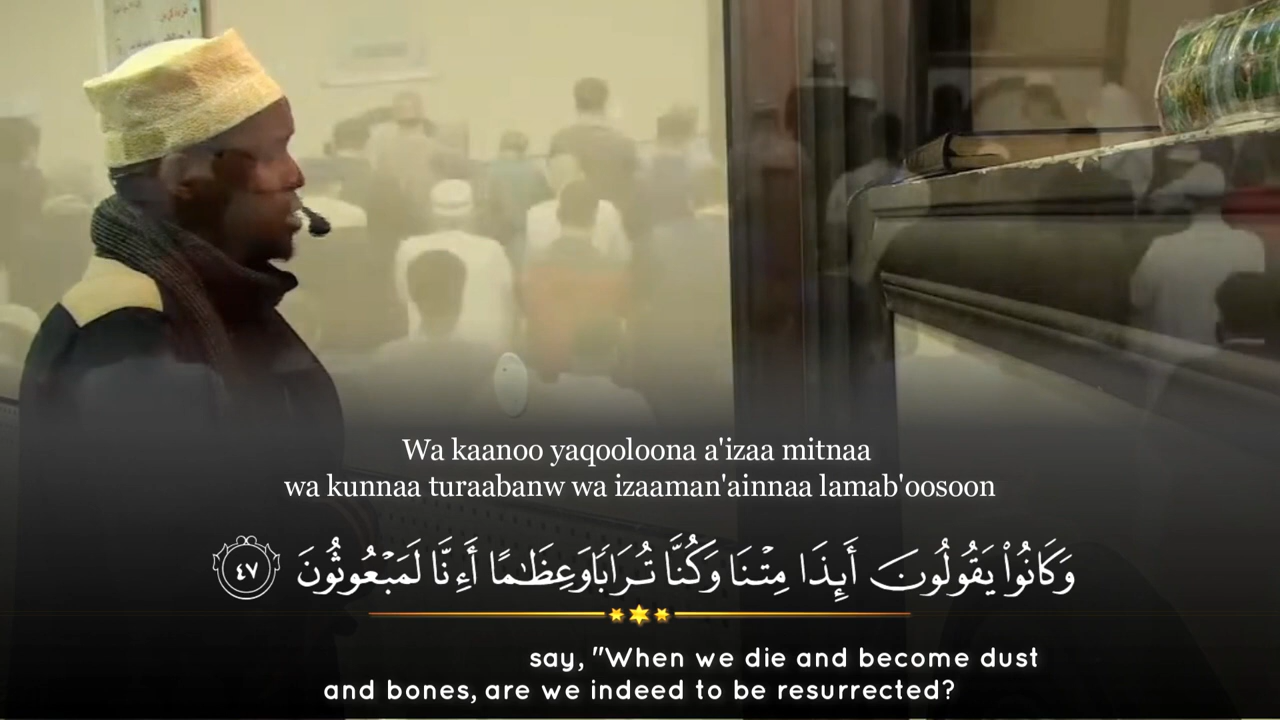 Wa kaanoo yaqooloona a'izaa mitnaa
wa kunnaa turaabanw wa izaaman'ainnaa lamab'oosoon
وَكَانُوا۟ يَقُولُونَ أَئِذَا مِتْنَا وَكُنَّا تُرَابًا وَعِظَـٰمًا أَءِنَّا لَمَبْعُوثُونَ ٤٧
say, "When we die and become dust
and bones, are we indeed to be resurrected?